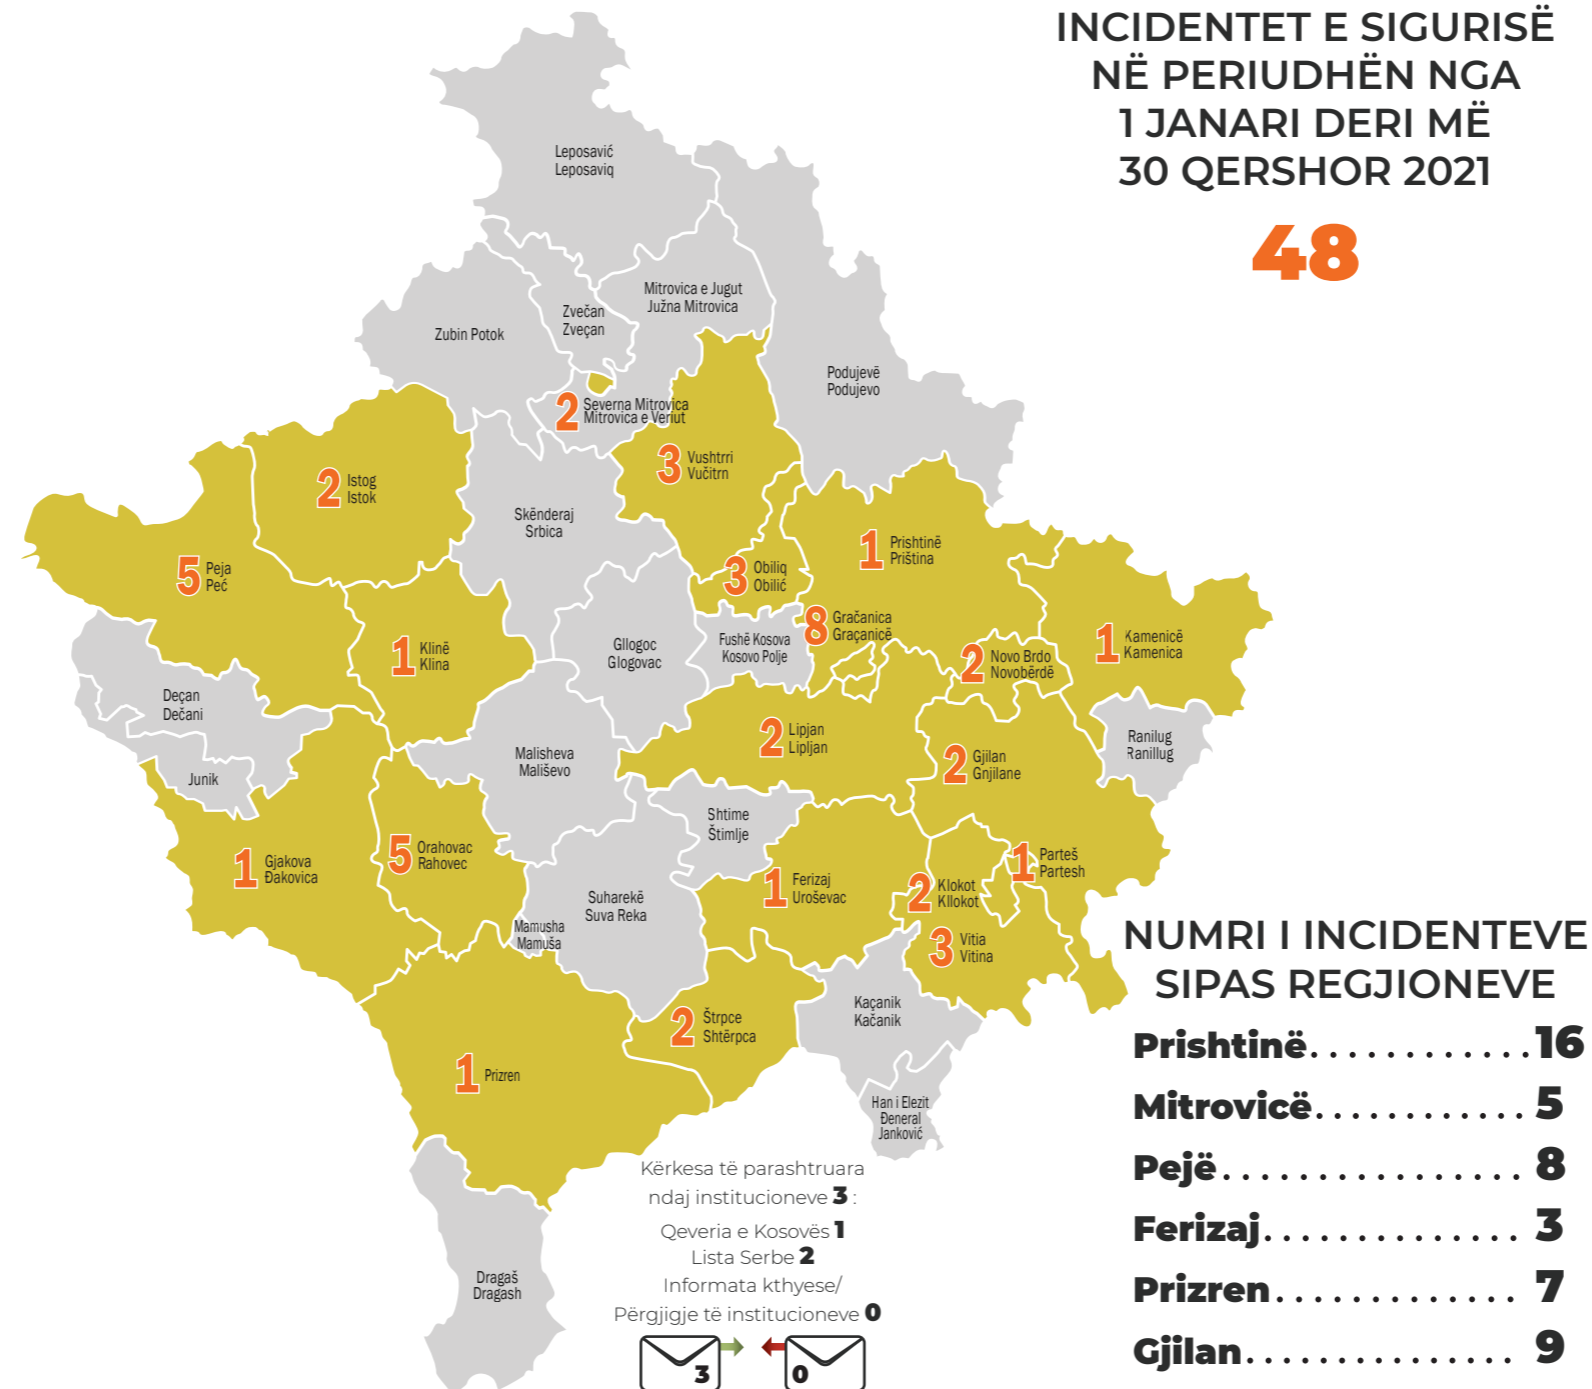 INCIDENTET E SIGURISË
NË PERIUDHËN NGA
1 JANARI DERI MË
30 QERSHOR 2021
48
Leposavić
Leposaviq
Mitrovica e Jugut
Južna Mitrovica
Zvečan
Zveçan
Zubin Potok
Podujevë
Podujevo
2 Severna Mitrovica
Mitrovica e Veriut
3 Vushtrri
Vučitrn
2 Istog
Istok
Skënderaj
Srbica
1 Prishtinë
Priština
5 Peja
Peć
3 Obiliq
Obilić
8 Gračanica
Graçanicë
Fushë Kosova
Kosovo Polje
1 Kamenicë
Kamenica
1 Klinë
Klina
Gllogoc
Glogovac
2 Novo Brdo
Novobërdë
Deçan
Dečani
2 Lipjan
Lipljan
Ranilug
Ranillug
Malisheva
Mališevo
2 Gjilan
Gnjilane
Junik
Shtime
Štimlje
5 Orahovac
Rahovec
1 Parteš
Partesh
1 Gjakova
Đakovica
1 Ferizaj
Uroševac
2 Klokot
Kllokot
Suharekë
Suva Reka
Mamusha
Mamuša
3 Vitia
Vitina
Kaçanik
Kačanik
2 Štrpce
Shtërpca
1 Prizren
Han i Elezit
Đeneral
Janković
Dragaš
Dragash
NUMRI I INCIDENTEVE
SIPAS REGJIONEVE
Prishtinë............16
Mitrovicë............5
Pejë................8
Ferizaj..............3
Prizren.............7
Gjilan...............9
Kërkesa të parashtruara
ndaj institucioneve 3 :
Qeveria e Kosovës 1
Lista Serbe 2
Informata kthyese/
Përgjigje të institucioneve 0
3
0